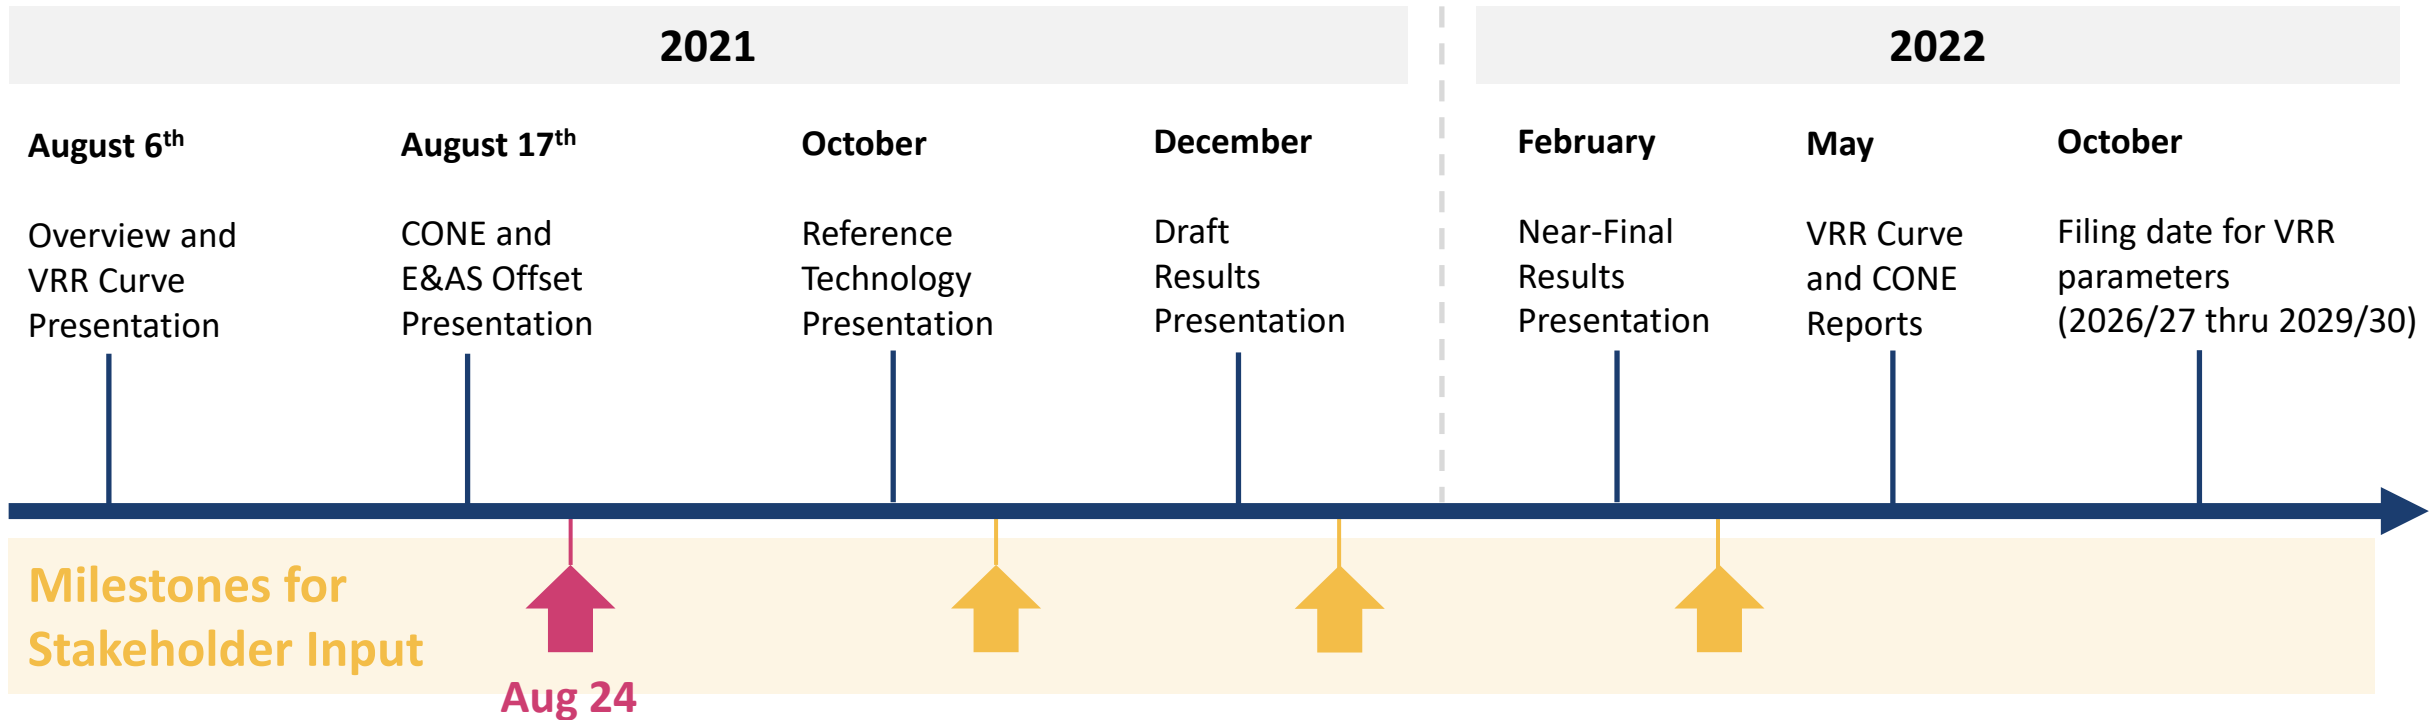 2021
2022
August 6th
August 17th
October
December
February
May
October
Overview and
VRR Curve
Presentation
CONE and
E&AS Offset
Presentation
Reference
Technology
Presentation
Draft
Results
Presentation
Near-Final
Results
Presentation
VRR Curve
and CONE
Reports
Filing date for VRR
parameters
(2026/27 thru 2029/30)
Milestones for
Stakeholder Input
Aug 24